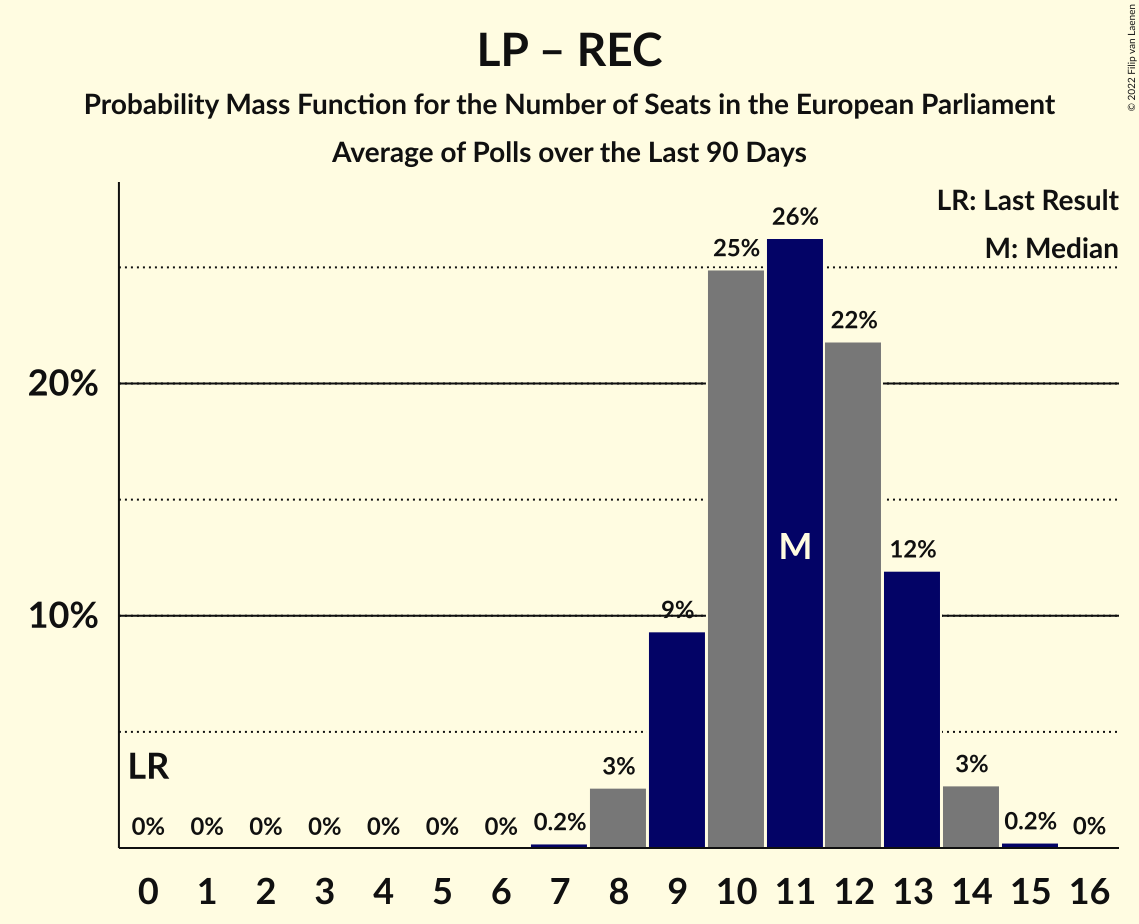 LP – REC
Probability Mass Function for the Number of Seats in the European Parliament
Average of Polls over the Last 90 Days
© 2022 Filip van Laenen
LR: Last Result
M: Median
26%
25%
22%
20%
M
12%
10%
9%
LR
3%
3%
0% 0% 0% 0% 0% 0% 0% 0.2% 0.2% 0%
0 1 2 3 4 5 6 7 8 9 10 11 12 13 14 15 16